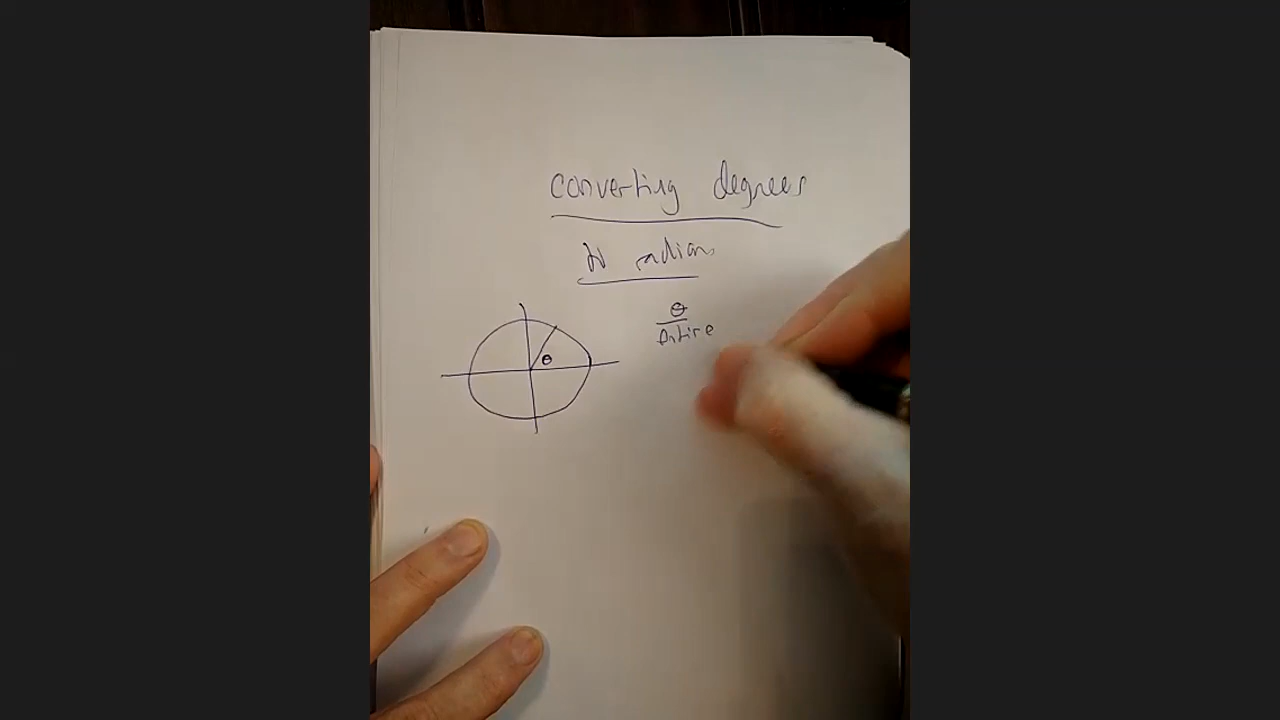 converting degrees
to radians
θ
θ
entire